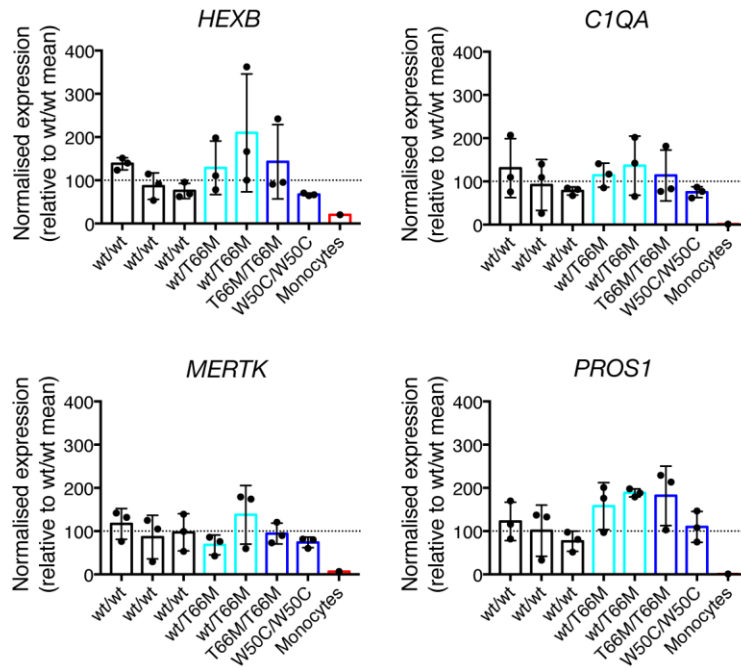 HEXB
Normalised expression
(relative to wt/wt mean)
400
300
200
100
0
wt/wt
wt/wt
wt/wt
wt/T66M
wt/T66M
T66M/T66M
W50C/W50C
Monocytes
C1QA
Normalised expression
(relative to wt/wt mean)
400
300
200
100
0
wt/wt
wt/wt
wt/wt
wt/T66M
wt/T66M
T66M/T66M
W50C/W50C
Monocytes
MERTK
Normalised expression
(relative to wt/wt mean)
400
300
200
100
0
wt/wt
wt/wt
wt/wt
wt/T66M
wt/T66M
T66M/T66M
W50C/W50C
Monocytes
PROS1
Normalised expression
(relative to wt/wt mean)
400
300
200
100
0
wt/wt
wt/wt
wt/wt
wt/T66M
wt/T66M
T66M/T66M
W50C/W50C
Monocytes